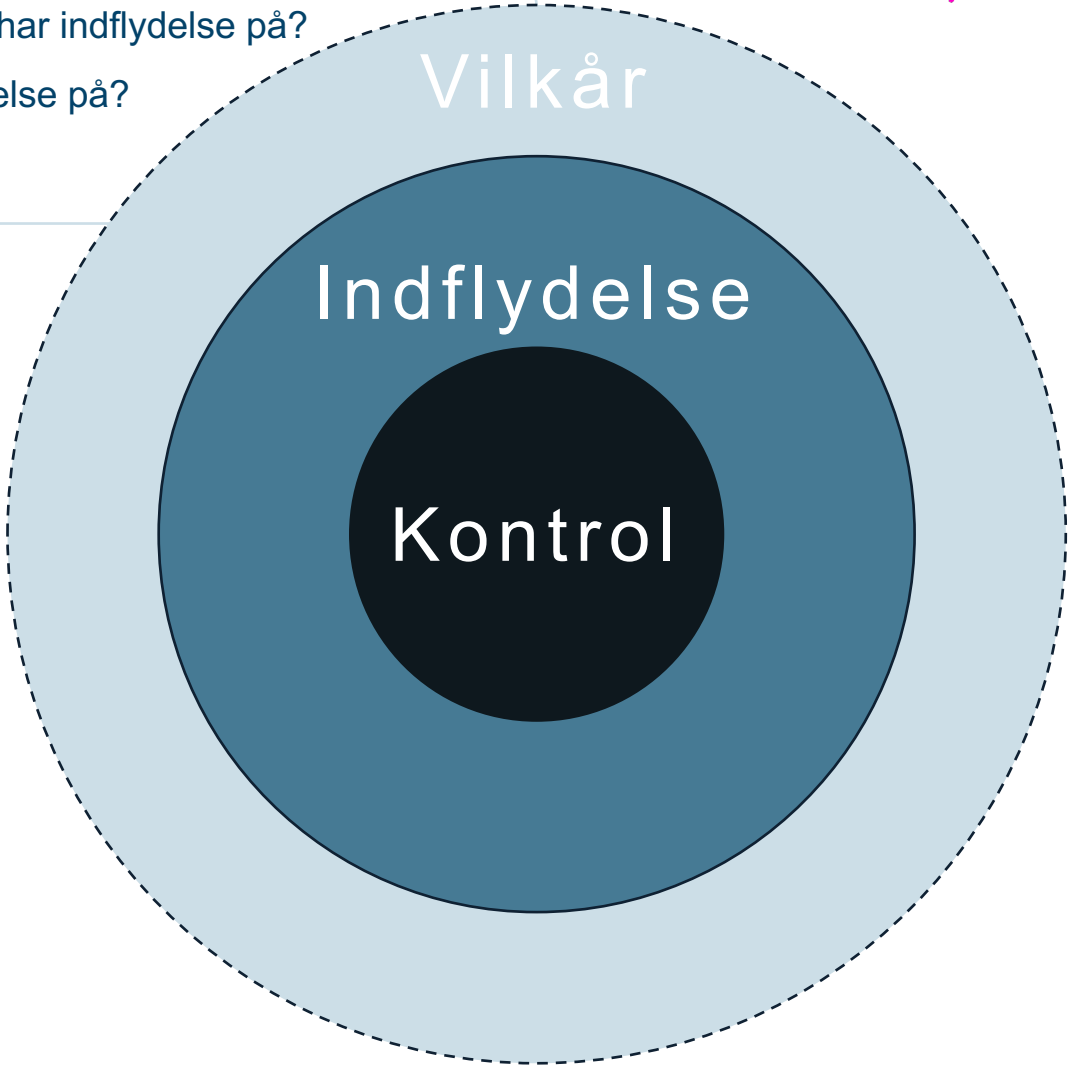 har indflydelse på?
else på?
Vilkår
Indflydelse
Kontrol